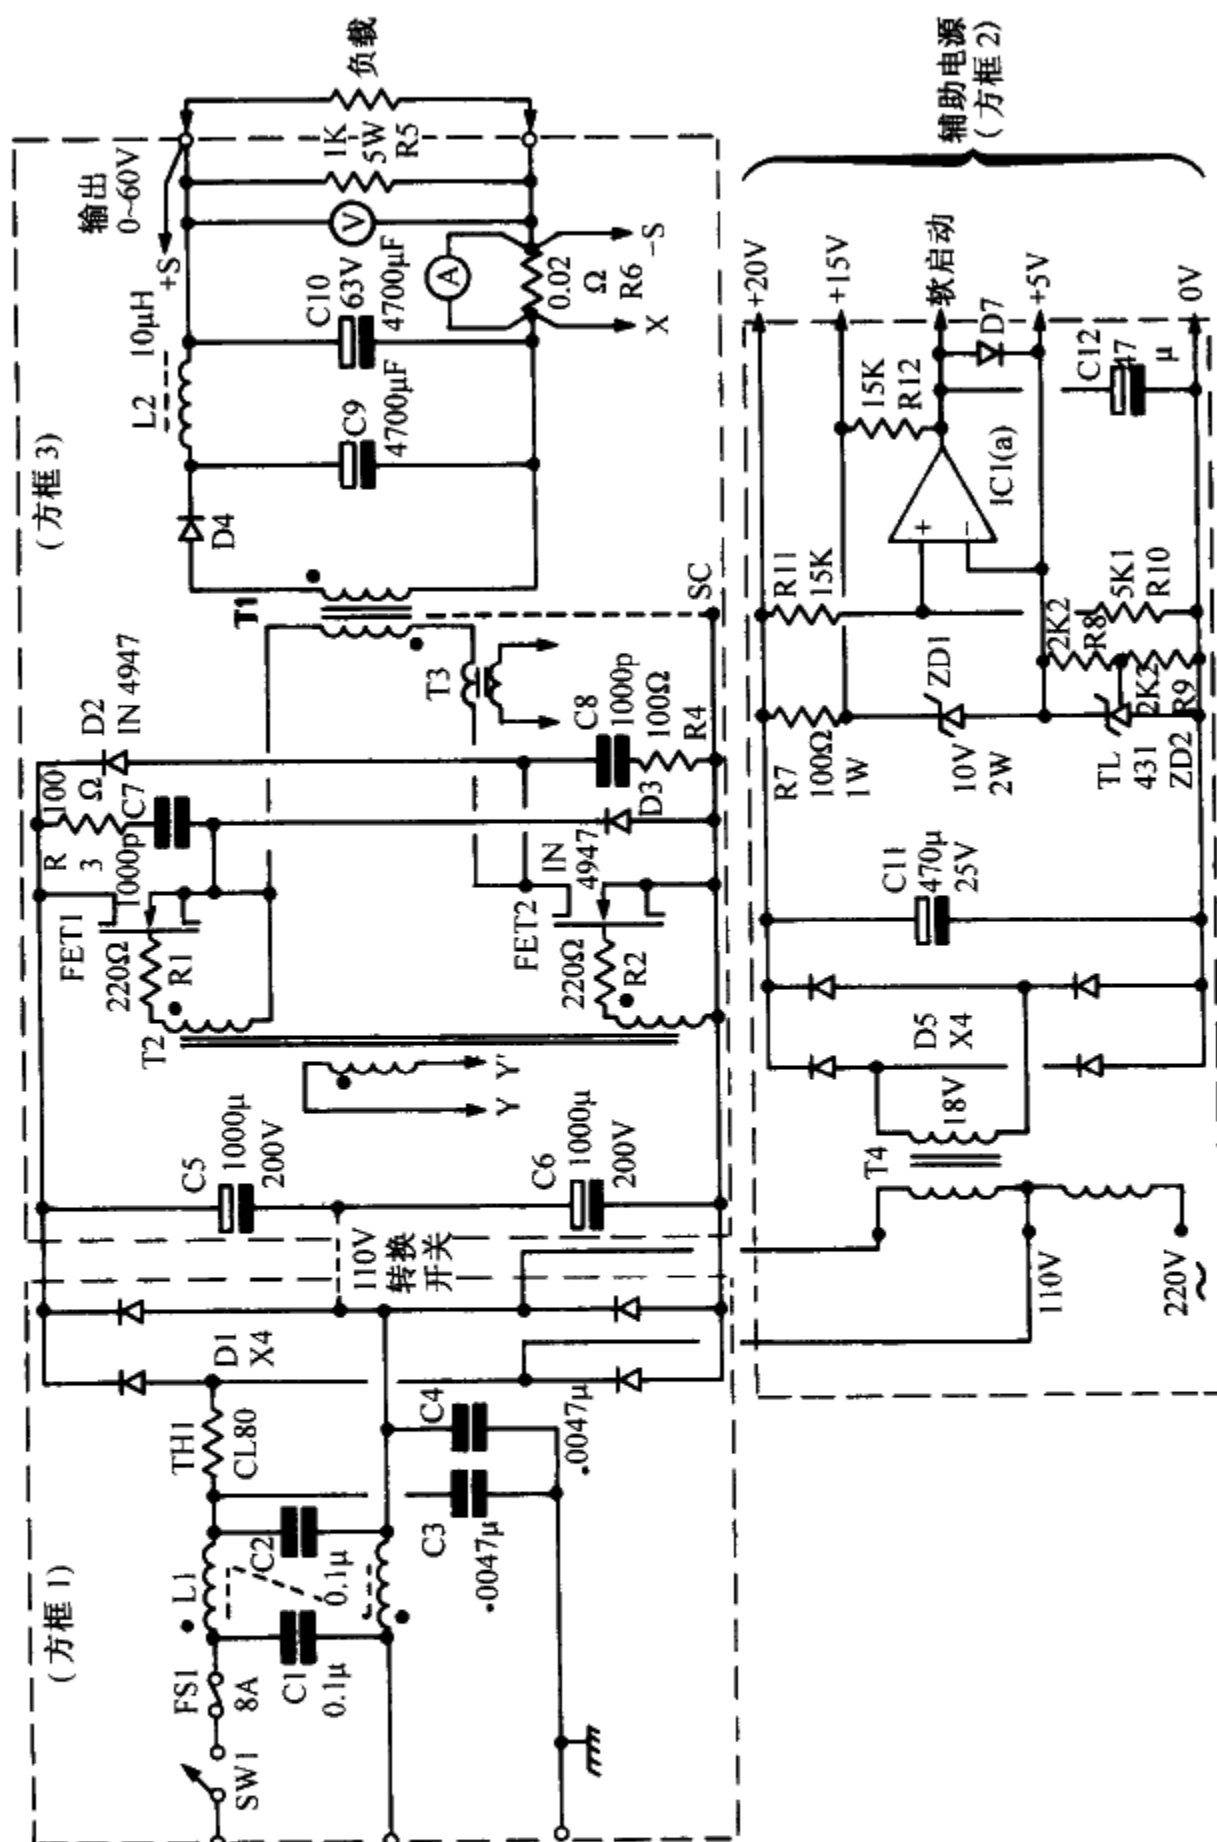 (方框 1)
SW1
FS1
8A
L1
C1
0.1μ
C2
0.1μ
TH1
CL80
C3
.0047μ
C4
.0047μ
D1
X4
110V
转换
开关
(方框 3)
C5
1000μ
200V
C6
1000μ
200V
T2
Y
Y'
FET1
220Ω
R1
FET2
220Ω
R2
R
3
100
Ω
1000p
C7
D2
IN 4947
IN
4947
D3
C8
1000p
100Ω
R4
T3
T1
SC
D4
C9
4700μF
L2
10μH
C10
63V
4700μF
A
V
0.02
Ω
R6
X
-S
+S
输出
0~60V
1K
5W
R5
负载
220V
~
110V
T4
18V
D5
X4
C11
470μ
25V
R7
100Ω
1W
ZD1
10V
2W
TL
431
ZD2
2K2
R8
2K2
R9
R11
15K
5K1
R10
+
-
IC1(a)
15K
R12
D7
C12
47
μ
+20V
+15V
软启动
+5V
0V
辅助电源
(方框 2)